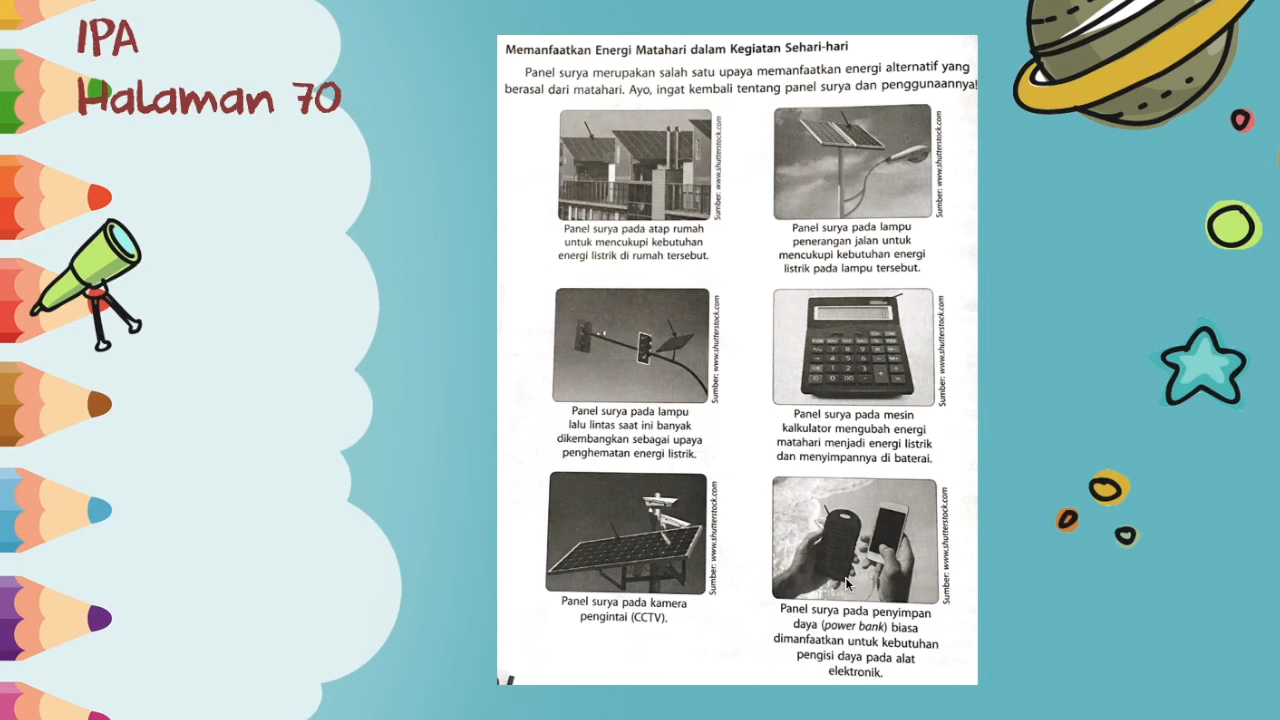 IPA
Halaman 70
Memanfaatkan Energi Matahari dalam Kegiatan Sehari-hari
Panel surya merupakan salah satu upaya memanfaatkan energi alternatif yang
berasal dari matahari. Ayo, ingat kembali tentang panel surya dan penggunaannya!
Sumber: www.shutterstock.com
Sumber: www.shutterstock.com
Panel surya pada atap rumah
untuk mencukupi kebutuhan
energi listrik di rumah tersebut.
Panel surya pada lampu
penerangan jalan untuk
mencukupi kebutuhan energi
listrik pada lampu tersebut.
Sumber: www.shutterstock.com
Sumber: www.shutterstock.com
Panel surya pada lampu
lalu lintas saat ini banyak
dikembangkan sebagai upaya
penghematan energi listrik.
Panel surya pada mesin
kalkulator mengubah energi
matahari menjadi energi listrik
dan menyimpannya di baterai.
Sumber: www.shutterstock.com
Sumber: www.shutterstock.com
Panel surya pada kamera
pengintai (CCTV).
Panel surya pada penyimpan
daya (power bank) biasa
dimanfaatkan untuk kebutuhan
pengisi daya pada alat
elektronik.